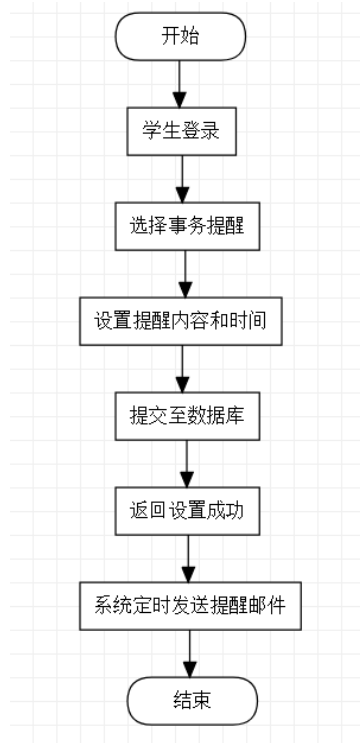 开始
学生登录
选择事务提醒
设置提醒内容和时间
提交至数据库
返回设置成功
系统定时发送提醒邮件
结束